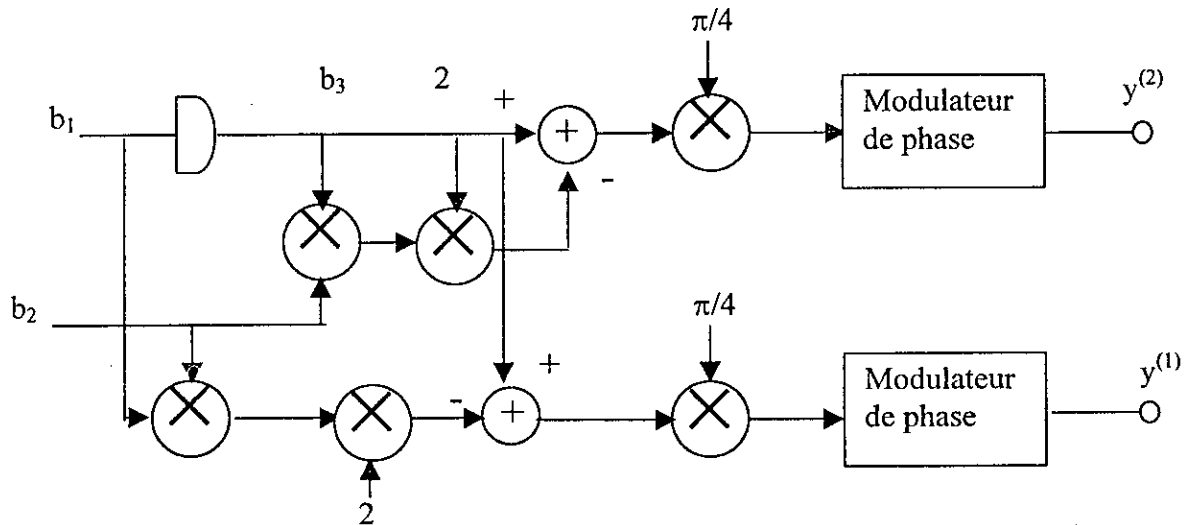 π/4
b₃
2
+
y⁽²⁾
b₁
+
Modulateur
de phase
-
b₂
π/4
+
y⁽¹⁾
-
+
Modulateur
de phase
2